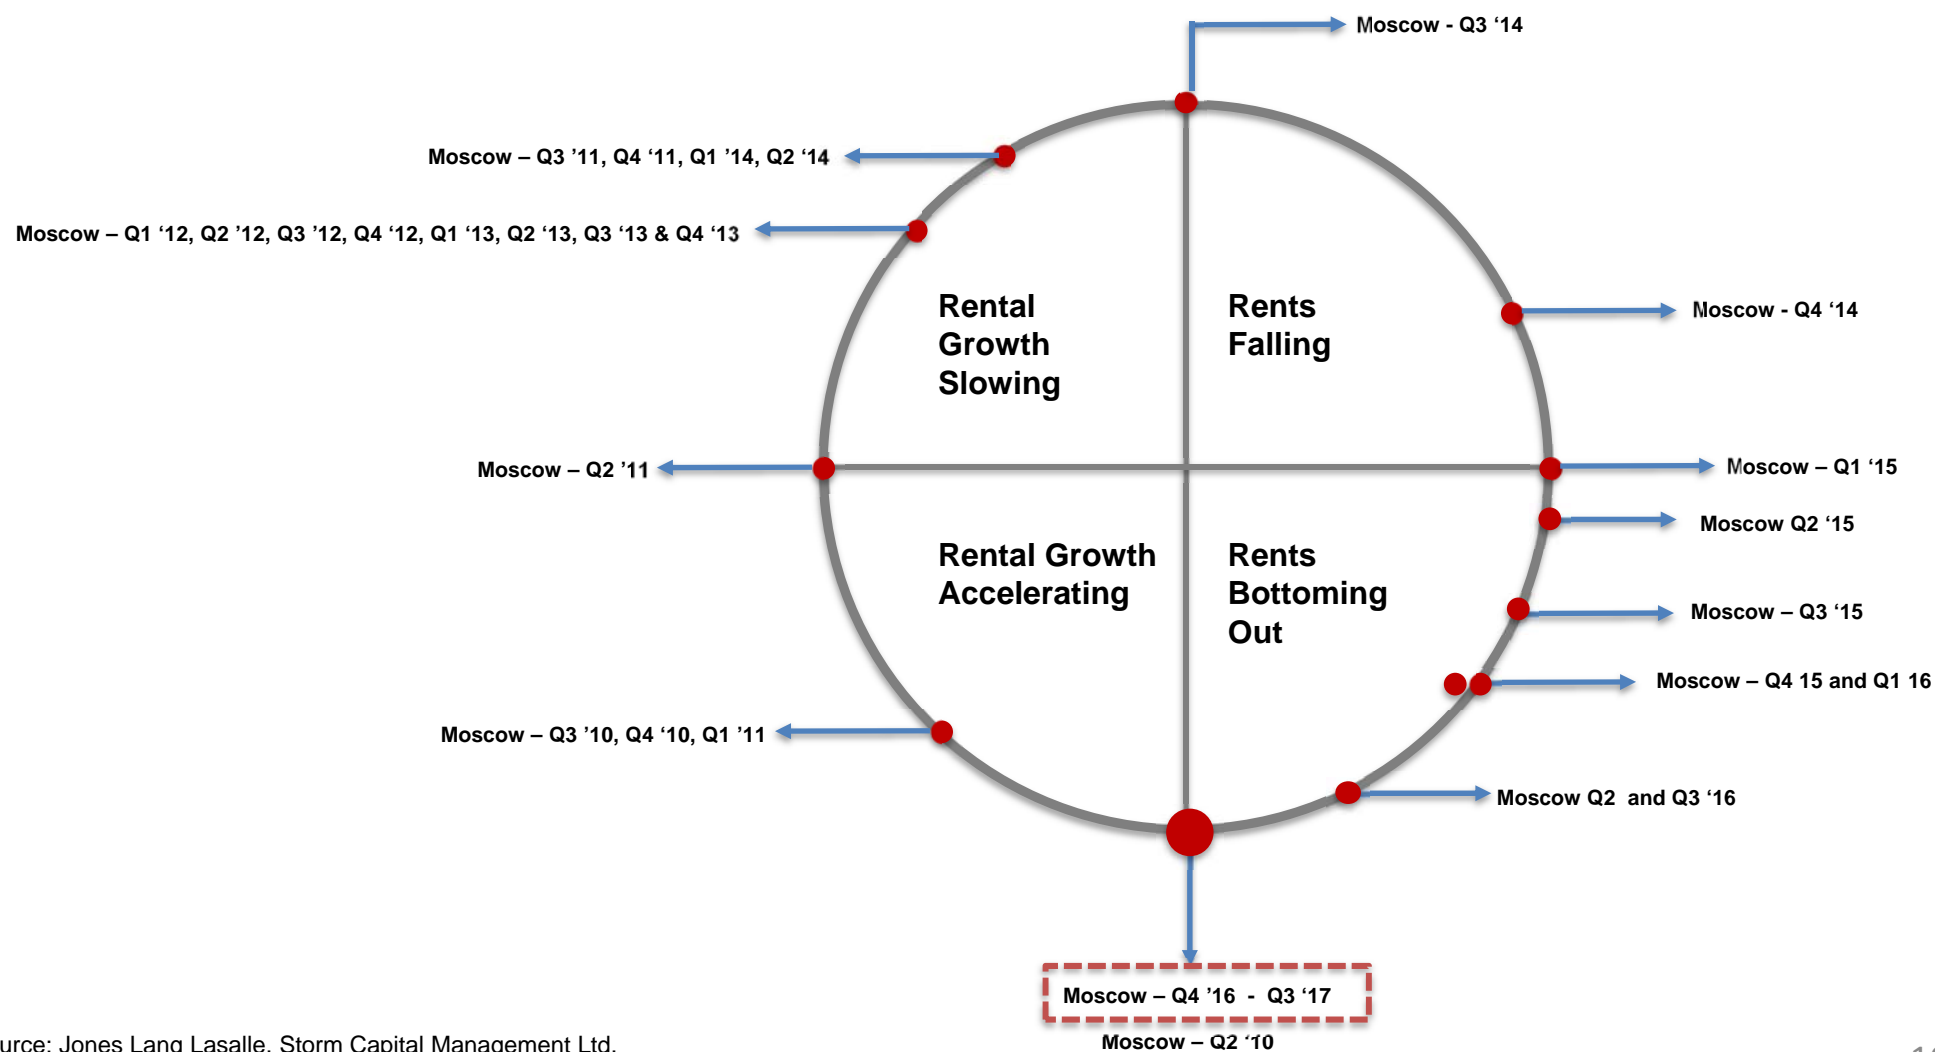 Moscow - Q3 ‘14
Moscow – Q3 ’11, Q4 ‘11, Q1 ’14, Q2 ‘14
Moscow – Q1 ‘12, Q2 ’12, Q3 ’12, Q4 ‘12, Q1 ‘13, Q2 ‘13, Q3 ‘13 & Q4 ‘13
Rental
Growth
Slowing
Rents
Falling
Moscow - Q4 ‘14
Moscow – Q2 ’11
Moscow – Q1 ‘15
Moscow Q2 ‘15
Rental Growth
Accelerating
Rents
Bottoming
Out
Moscow – Q3 ‘15
Moscow – Q4 15 and Q1 16
Moscow – Q3 ’10, Q4 ‘10, Q1 ’11
Moscow Q2 and Q3 ‘16
Moscow – Q4 ’16 - Q3 ‘17
Moscow – Q2 ‘10
urce: Jones Lang Lasalle, Storm Capital Management Ltd.